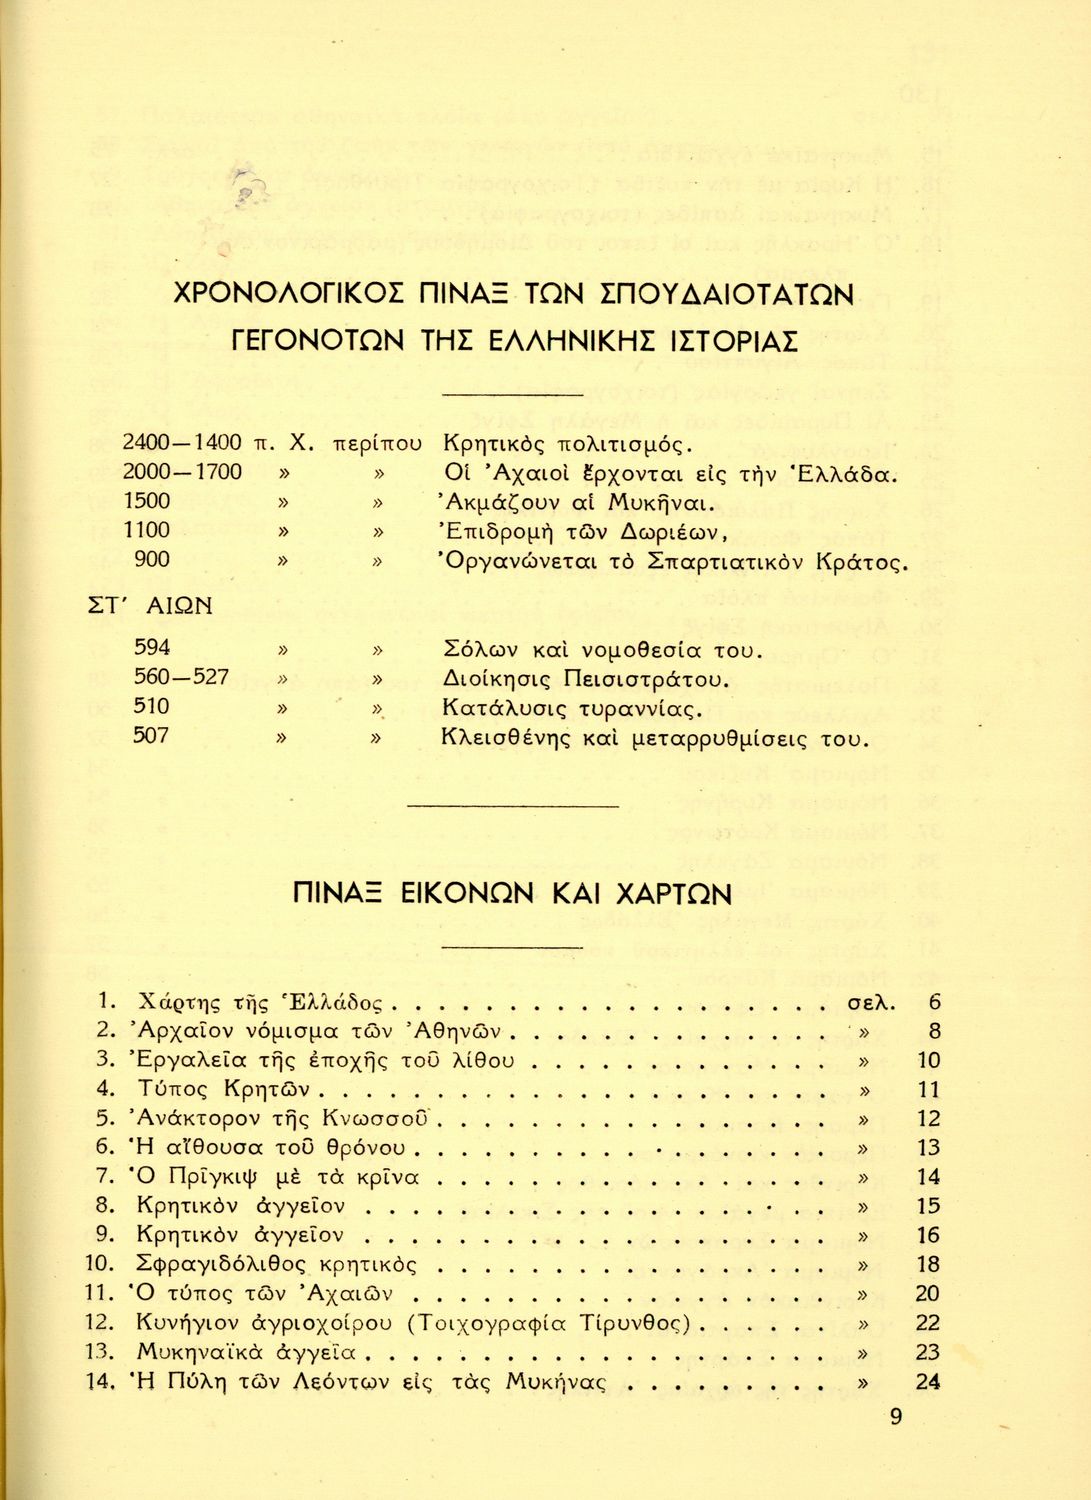 ΧΡΟΝΟΛΟΓΙΚΟΣ ΠΙΝΑΞ ΤΩΝ ΣΠΟΥΔΑΙΟΤΑΤΩΝ
ΓΕΓΟΝΟΤΩΝ ΤΗΣ ΕΛΛΗΝΙΚΗΣ ΙΣΤΟΡΙΑΣ
2400—1400 π. Χ. περίπου Κρητικὸς πολιτισμός.
2000—1700 » » Οἱ Ἀχαιοὶ ἔρχονται εἰς τὴν Ἑλλάδα.
1500 » » Ἀκμάζουν αἱ Μυκῆναι.
1100 » » Ἐπιδρομὴ τῶν Δωριέων,
900 » » Ὀργανώνεται τὸ Σπαρτιατικὸν Κράτος.
ΣΤ' ΑΙΩΝ
594 » » Σόλων καὶ νομοθεσία του.
560—527 » » Διοίκησις Πεισιστράτου.
510 » » Κατάλυσις τυραννίας.
507 » » Κλεισθένης καὶ μεταρρυθμίσεις του.
ΠΙΝΑΞ ΕΙΚΟΝΩΝ ΚΑΙ ΧΑΡΤΩΝ
1. Χάρτης τῆς Ἑλλάδος . . . . . . . . . . . . . . . . . . . σελ. 6
2. Ἀρχαῖον νόμισμα τῶν Ἀθηνῶν . . . . . . . . . . . . . . » 8
3. Ἐργαλεῖα τῆς ἐποχῆς τοῦ λίθου . . . . . . . . . . . . . » 10
4. Τύπος Κρητῶν . . . . . . . . . . . . . . . . . . . . . . » 11
5. Ἀνάκτορον τῆς Κνωσσοῦ . . . . . . . . . . . . . . . . . » 12
6. Ἡ αἴθουσα τοῦ θρόνου . . . . . . . . . . . . . . . . . . » 13
7. Ὁ Πρῖγκιψ μὲ τὰ κρῖνα . . . . . . . . . . . . . . . . . » 14
8. Κρητικὸν ἀγγεῖον . . . . . . . . . . . . . . . . . . . . » 15
9. Κρητικὸν ἀγγεῖον . . . . . . . . . . . . . . . . . . . . » 16
10. Σφραγιδόλιθος κρητικὸς . . . . . . . . . . . . . . . . . » 18
11. Ὁ τύπος τῶν Ἀχαιῶν . . . . . . . . . . . . . . . . . . » 20
12. Κυνήγιον ἀγριοχοίρου (Τοιχογραφία Τίρυνθος) . . . . . . » 22
13. Μυκηναϊκὰ ἀγγεῖα . . . . . . . . . . . . . . . . . . . . » 23
14. Ἡ Πύλη τῶν Λεόντων εἰς τὰς Μυκήνας . . . . . . . . . » 24
9